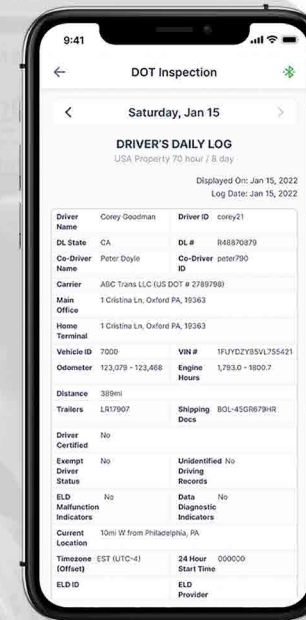 9:41
DOT Inspection
Saturday, Jan 15
DRIVER'S DAILY LOG
USA Property 70 hour / 8 day
Displayed On: Jan 15, 2022
Log Date: Jan 15, 2022
Driver Name Corey Goodman Driver ID corey21
DL State CA DL # R48870879
Co-Driver Name Peter Doyle Co-Driver ID peter790
Carrier ABC Trans LLC (US DOT # 2789798)
Main Office 1 Cristina Ln, Oxford PA, 19363
Home Terminal 1 Cristina Ln, Oxford PA, 19363
Vehicle ID 7000 VIN # 1FUYDZYB5VL755421
Odometer 123,079 - 123,468 Engine Hours 1,793.0 - 1800.7
Distance 389mi
Trailers LR17907 Shipping Docs BOL-45GR679HR
Driver Certified No
Exempt Driver Status No Unidentified Driving Records No
ELD Malfunction Indicators No Data Diagnostic Indicators No
Current Location 10mi W from Philadelphia, PA
Timezone (Offset) EST (UTC-4) 24 Hour Start Time 000000
ELD ID ELD Provider